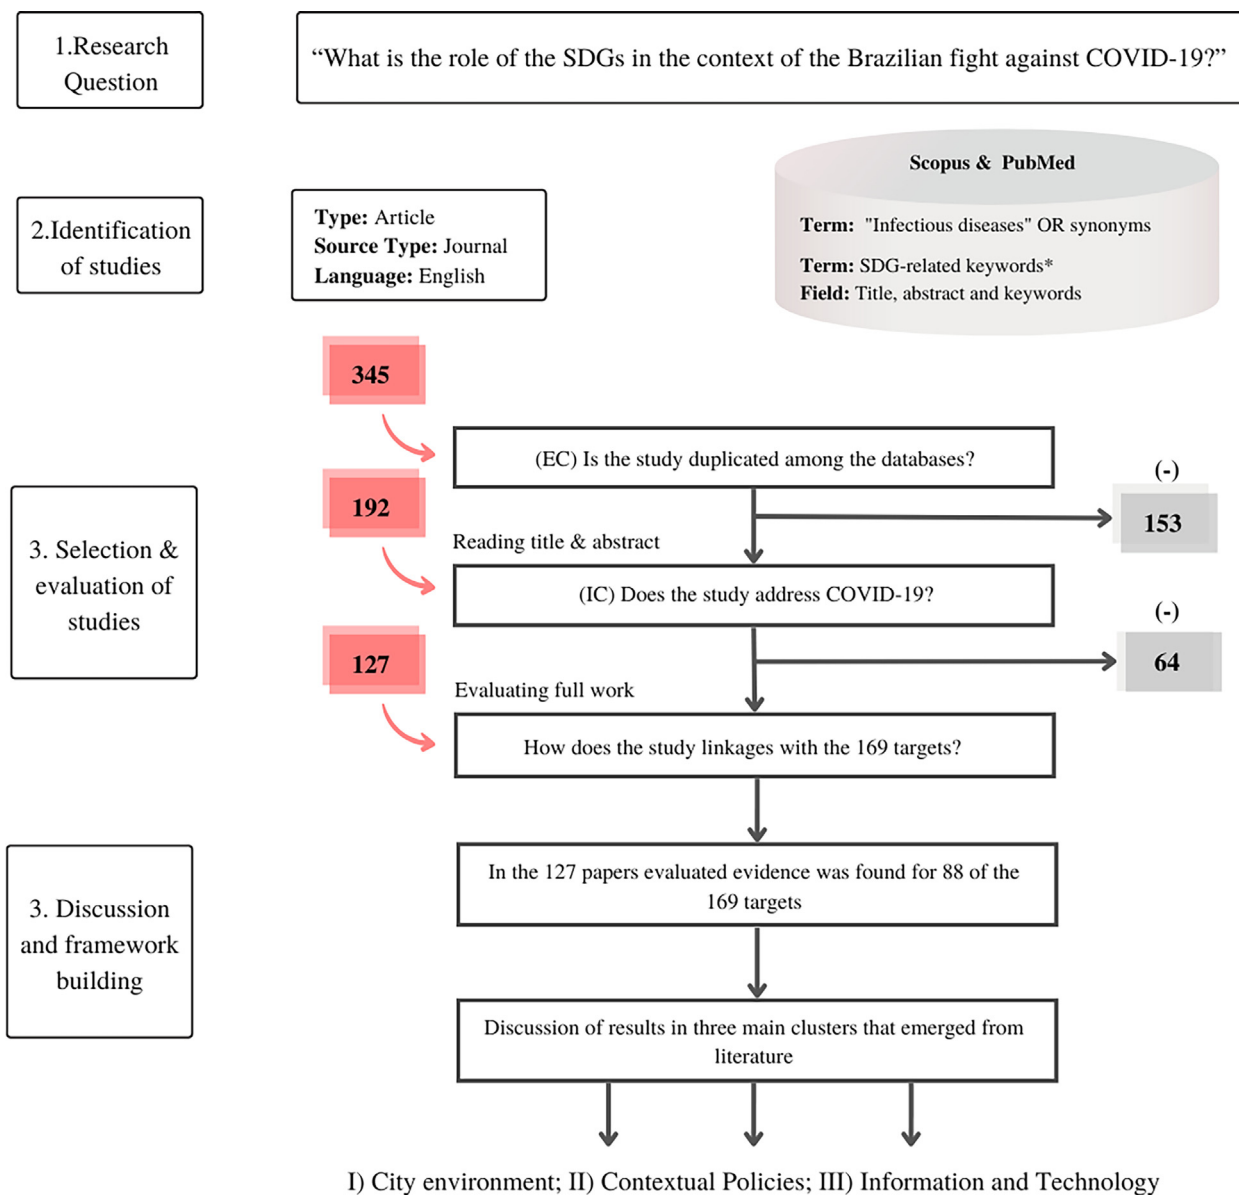 1.Research
Question
“What is the role of the SDGs in the context of the Brazilian fight against COVID-19?”
2.Identification
of studies
Type: Article
Source Type: Journal
Language: English
Scopus & PubMed
Term: "Infectious diseases" OR synonyms
Term: SDG-related keywords*
Field: Title, abstract and keywords
345
(EC) Is the study duplicated among the databases?
(-)
153
192
Reading title & abstract
3. Selection &
evaluation of
studies
(IC) Does the study address COVID-19?
(-)
64
127
Evaluating full work
How does the study linkages with the 169 targets?
3. Discussion
and framework
building
In the 127 papers evaluated evidence was found for 88 of the
169 targets
Discussion of results in three main clusters that emerged from
literature
I) City environment; II) Contextual Policies; III) Information and Technology